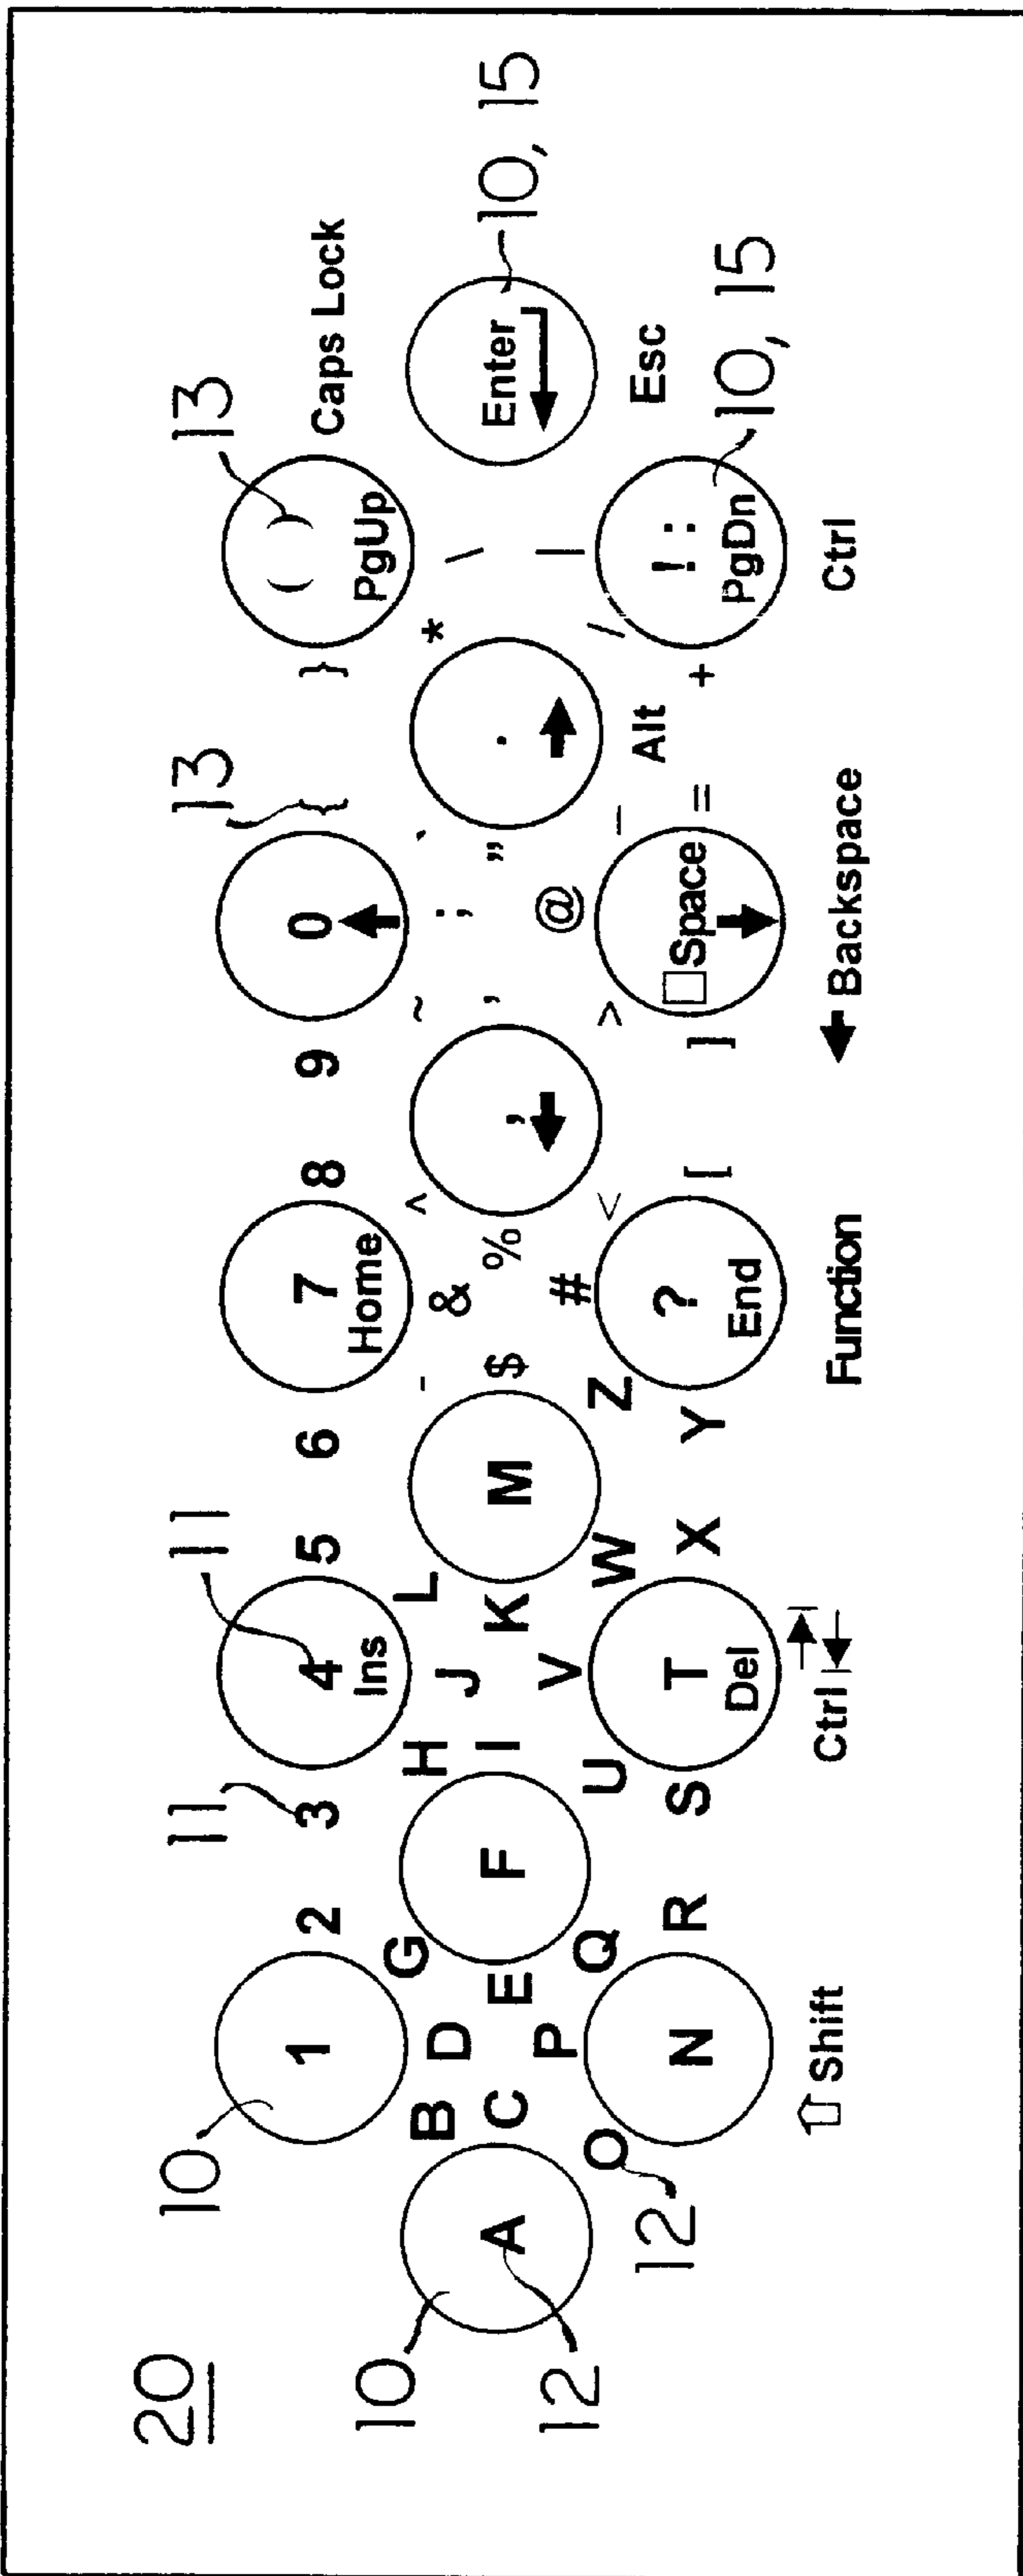 20
10 11 11 13 13
1 2 3 4 5 6 7 8 9 0 { } ( ) Caps Lock
Ins Home PgUp
10 B D G H J L - & ^ ~ ; ` * \
A C E F I K M $ % , ' " . Enter 10, 15
12 O P Q U V W Z # < > @ _ / | Esc
12 N R S T X Y ? [ ] Space = + ! : 10, 15
Del End PgDn Alt
Shift Ctrl Function Backspace Ctrl